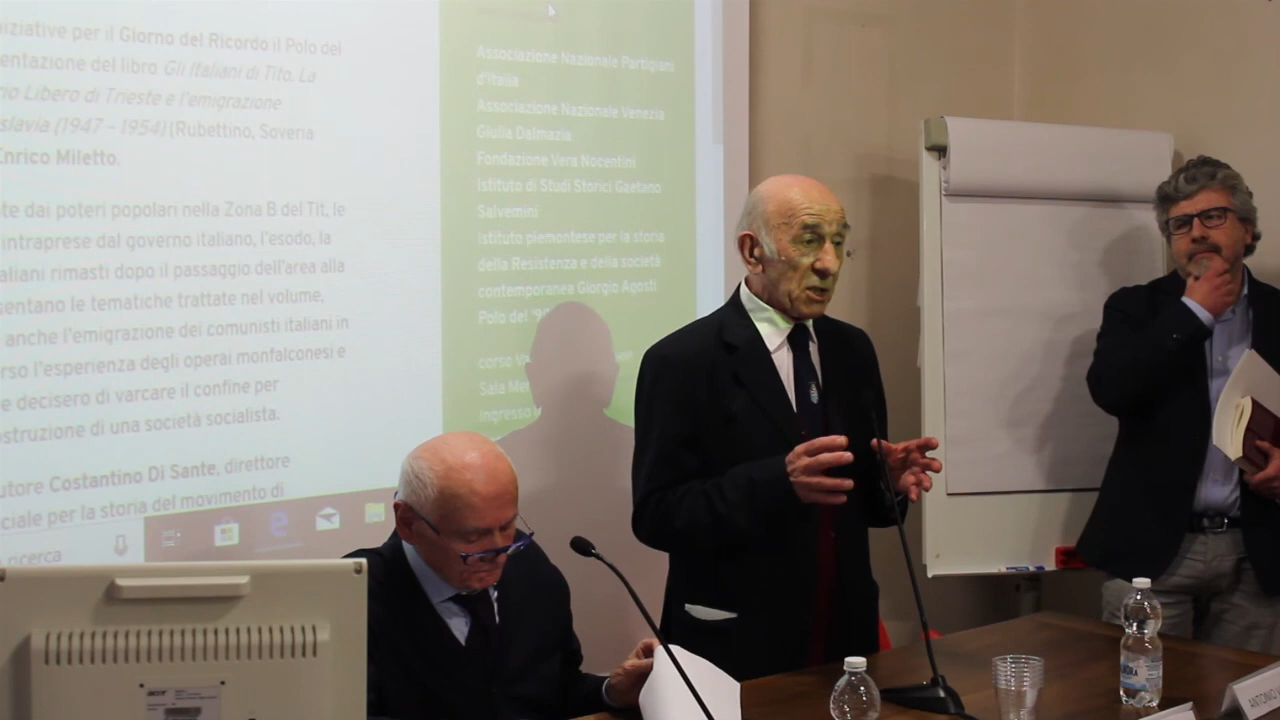 iziative per il Giorno del Ricordo il Polo del
entazione del libro Gli Italiani di Tito. La
rio Libero di Trieste e l'emigrazione
slavia (1947 - 1954) (Rubettino, Soveria
Enrico Miletto.
te dai poteri popolari nella Zona B del Tlt, le
intraprese dal governo italiano, l'esodo, la
taliani rimasti dopo il passaggio dell'area alla
sentano le tematiche trattate nel volume,
anche l'emigrazione dei comunisti italiani in
rso l'esperienza degli operai monfalconesi e
e decisero di varcare il confine per
ostruzione di una società socialista.
utore Costantino Di Sante, direttore
ciale per la storia del movimento di
ricerca
Associazione Nazionale Partigiani
d'Italia
Associazione Nazionale Venezia
Giulia Dalmazia
Fondazione Vera Nocentini
Istituto di Studi Storici Gaetano
Salvemini
Istituto piemontese per la storia
della Resistenza e della società
contemporanea Giorgio Agosti
Polo del '9
corso
Sala
ingresso
acer
ANTONIO